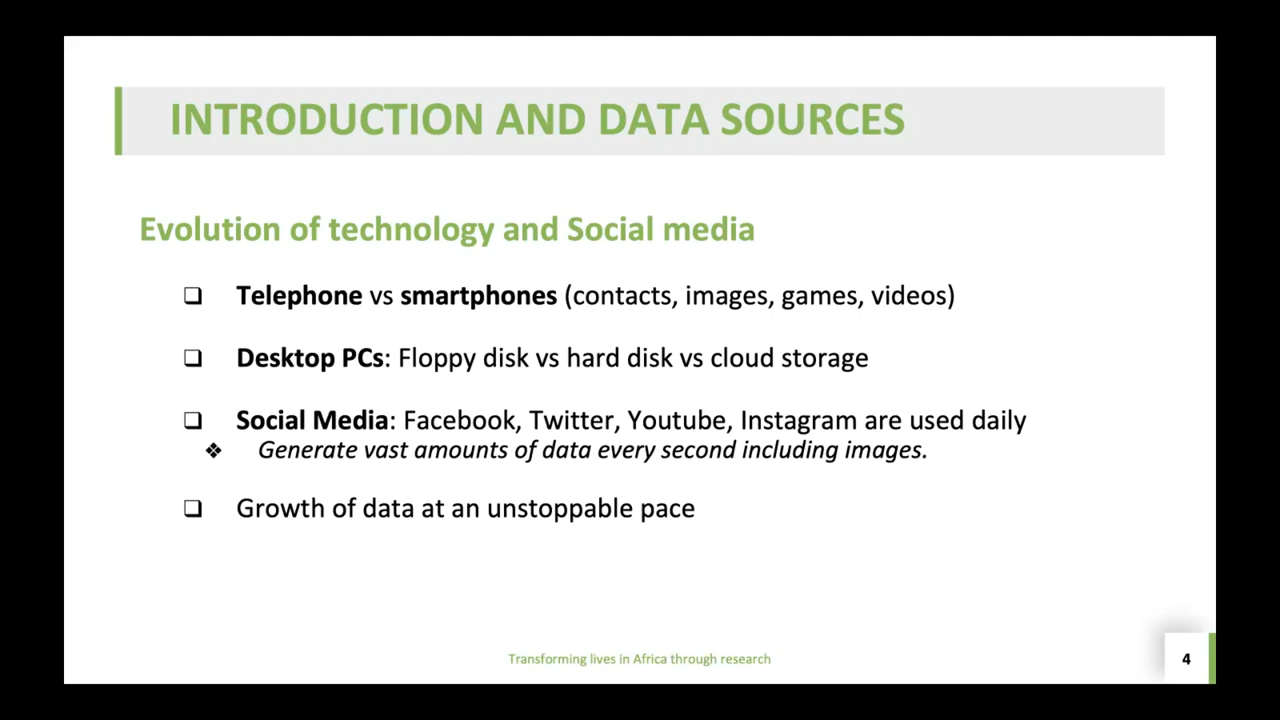 INTRODUCTION AND DATA SOURCES
Evolution of technology and Social media
❑ Telephone vs smartphones (contacts, images, games, videos)
❑ Desktop PCs: Floppy disk vs hard disk vs cloud storage
❑ Social Media: Facebook, Twitter, Youtube, Instagram are used daily
❖ Generate vast amounts of data every second including images.
❑ Growth of data at an unstoppable pace
Transforming lives in Africa through research
4